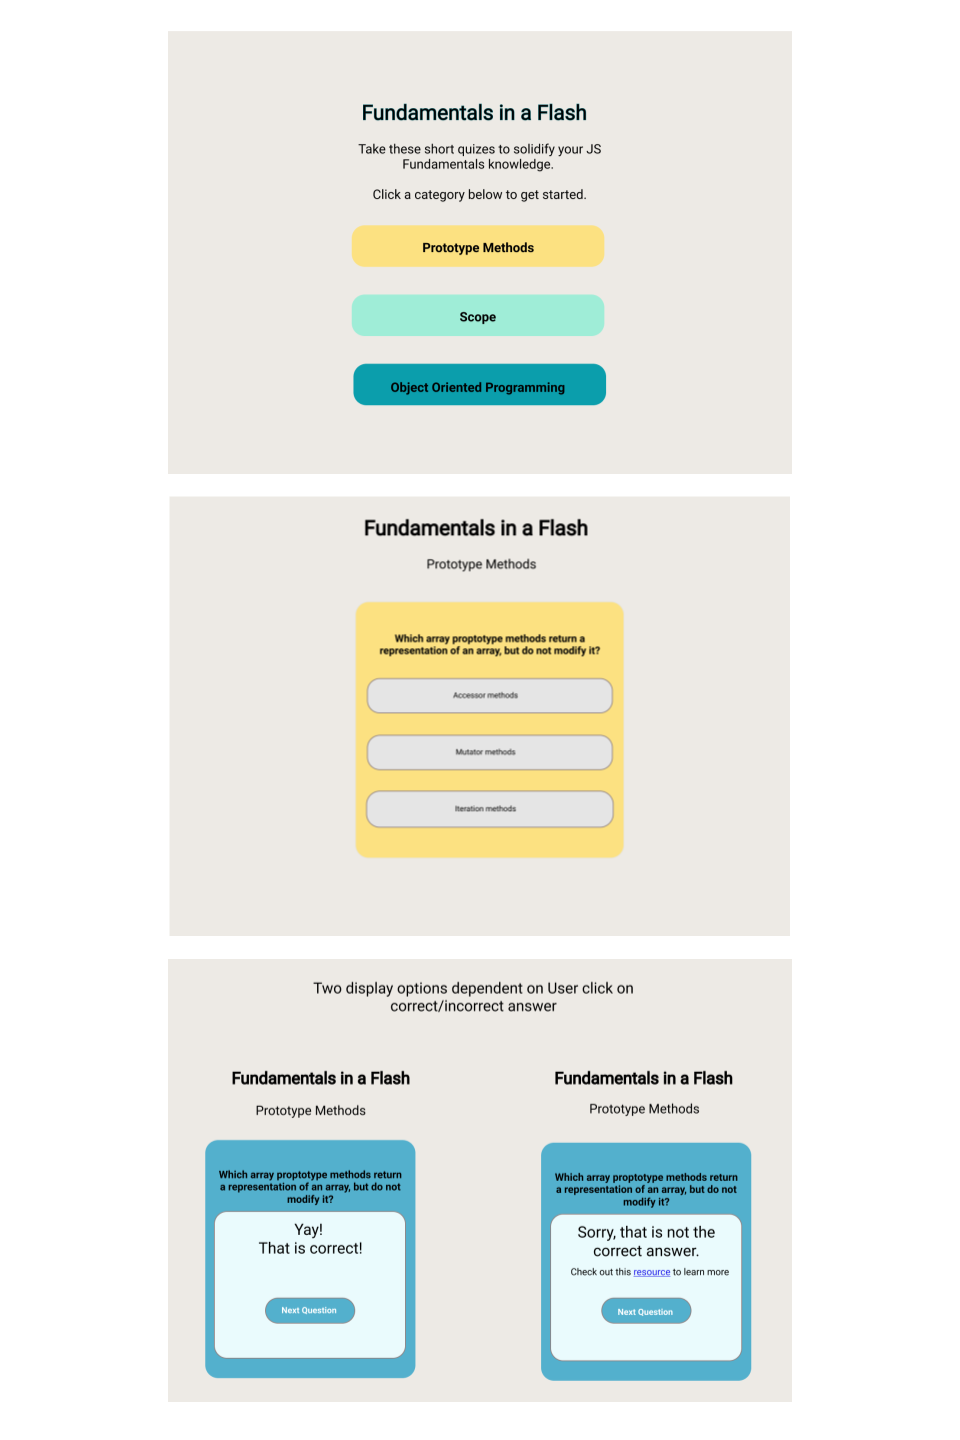 Fundamentals in a Flash
Take these short quizes to solidify your JS
Fundamentals knowledge.
Click a category below to get started.
Prototype Methods
Scope
Object Oriented Programming
Fundamentals in a Flash
Prototype Methods
Which array proptotype methods return a
representation of an array, but do not modify it?
Accessor methods
Mutator methods
Iteration methods
Two display options dependent on User click on
correct/incorrect answer
Fundamentals in a Flash
Prototype Methods
Which array proptotype methods return
a representation of an array, but do not
modify it?
Yay!
That is correct!
Next Question
Fundamentals in a Flash
Prototype Methods
Which array proptotype methods return
a representation of an array, but do not
modify it?
Sorry, that is not the
correct answer.
Check out this resource to learn more
Next Question